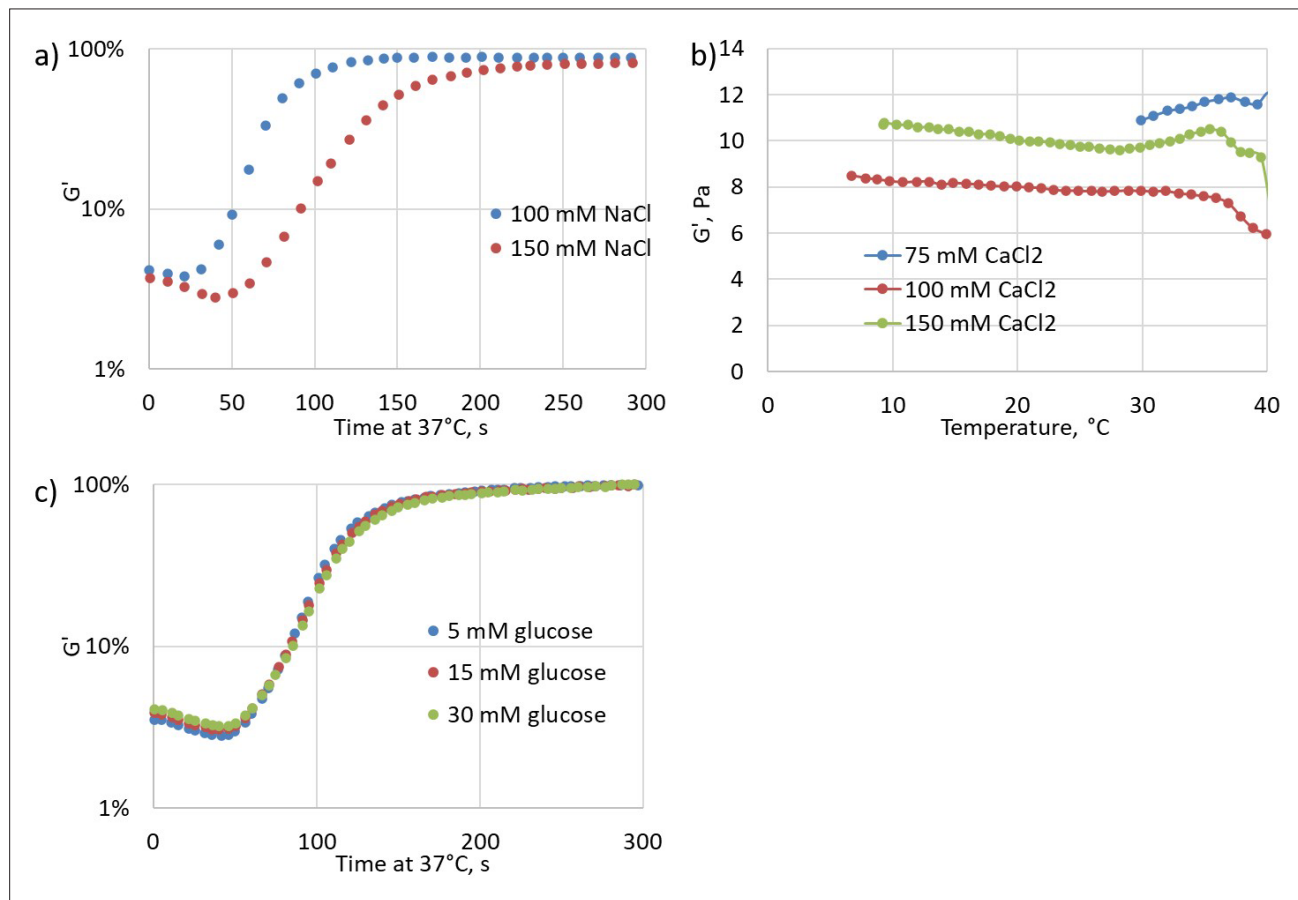 a)
100%
10%
1%
G'
100 mM NaCl
150 mM NaCl
0 50 100 150 200 250 300
Time at 37°C, s
b)
14
12
10
8
6
4
2
0
G', Pa
75 mM CaCl2
100 mM CaCl2
150 mM CaCl2
0 10 20 30 40
Temperature, °C
c)
100%
10%
1%
G'
5 mM glucose
15 mM glucose
30 mM glucose
0 100 200 300
Time at 37°C, s